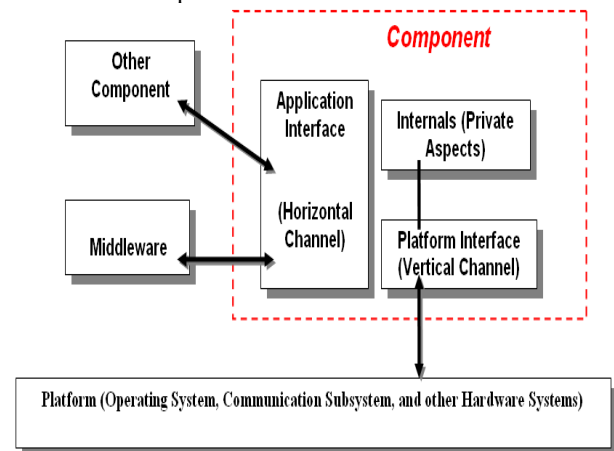 Component
Other
Component
Application
Interface
(Horizontal
Channel)
Internals (Private
Aspects)
Middleware
Platform Interface
(Vertical Channel)
Platform (Operating System, Communication Subsystem, and other Hardware Systems)